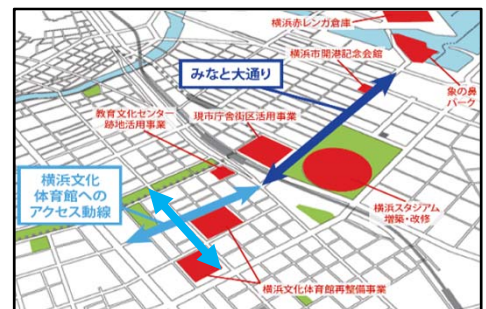 横浜赤レンガ倉庫
横浜市開港記念会館
みなと大通り
象の鼻
パーク
教育文化センター
跡地活用事業
現市庁舎街区活用事業
横浜文化
体育館への
アクセス動線
横浜スタジアム
増築・改修
横浜文化体育館再整備事業